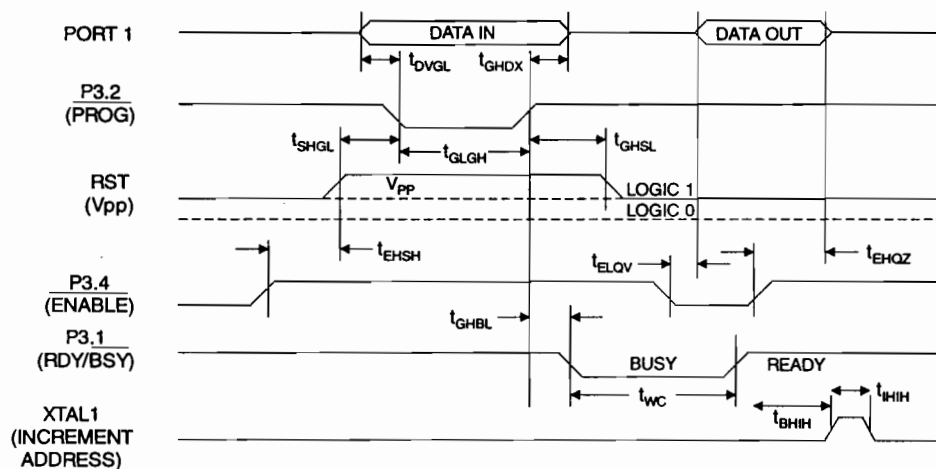 PORT 1
DATA IN
DATA OUT
tDVGL
tGHDX
P3.2
(PROG)
tSHGL
tGLGH
tGHSL
RST
(Vpp)
VPP
LOGIC 1
LOGIC 0
tEHSH
tELQV
tEHQZ
P3.4
(ENABLE)
tGHBL
P3.1
(RDY/BSY)
BUSY
READY
tWC
tIHIH
tBHIH
XTAL1
(INCREMENT
ADDRESS)